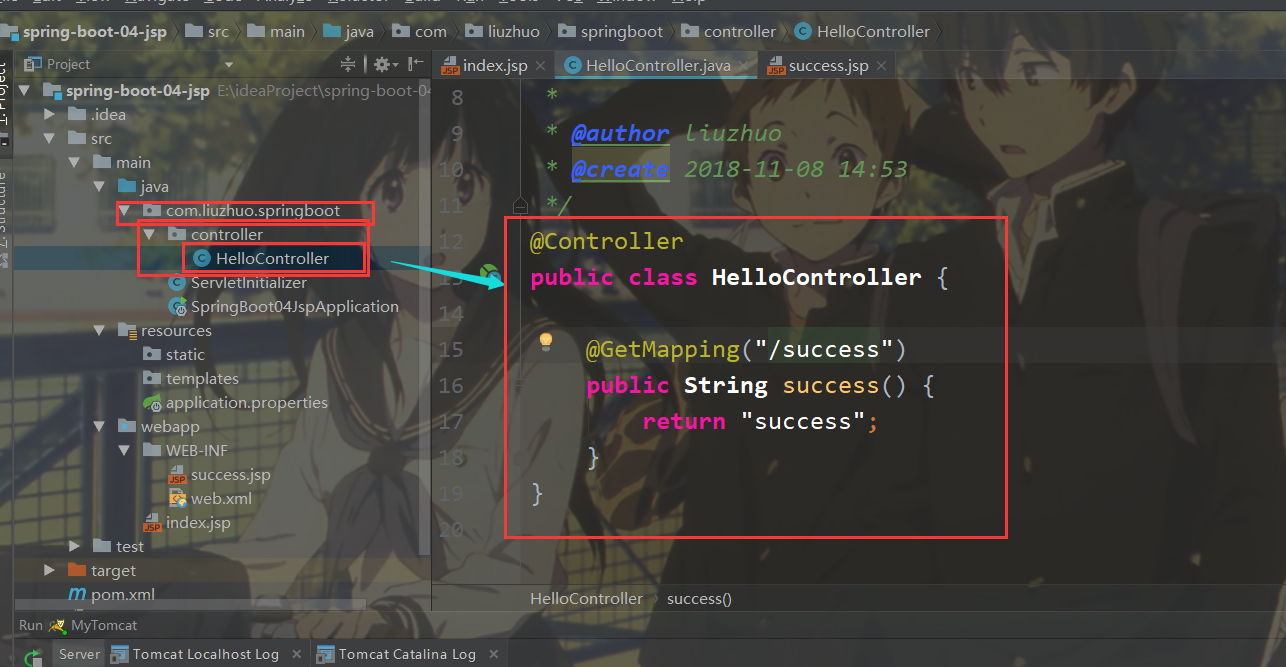 spring-boot-04-jsp src main java com liuzhuo springboot controller HelloController
Project
index.jsp HelloController.java success.jsp
spring-boot-04-jsp E:\ideaProject\spring-boot-04
.idea
src
main
java
com.liuzhuo.springboot
controller
HelloController
ServletInitializer
SpringBoot04JspApplication
resources
static
templates
application.properties
webapp
WEB-INF
success.jsp
web.xml
index.jsp
test
target
pom.xml
8 *
9 * @author liuzhuo
10 * @create 2018-11-08 14:53
11 */
12 @Controller
13 public class HelloController {
14
15 @GetMapping("/success")
16 public String success() {
17 return "success";
18 }
19 }
20
HelloController success()
Run MyTomcat
Server Tomcat Localhost Log Tomcat Catalina Log